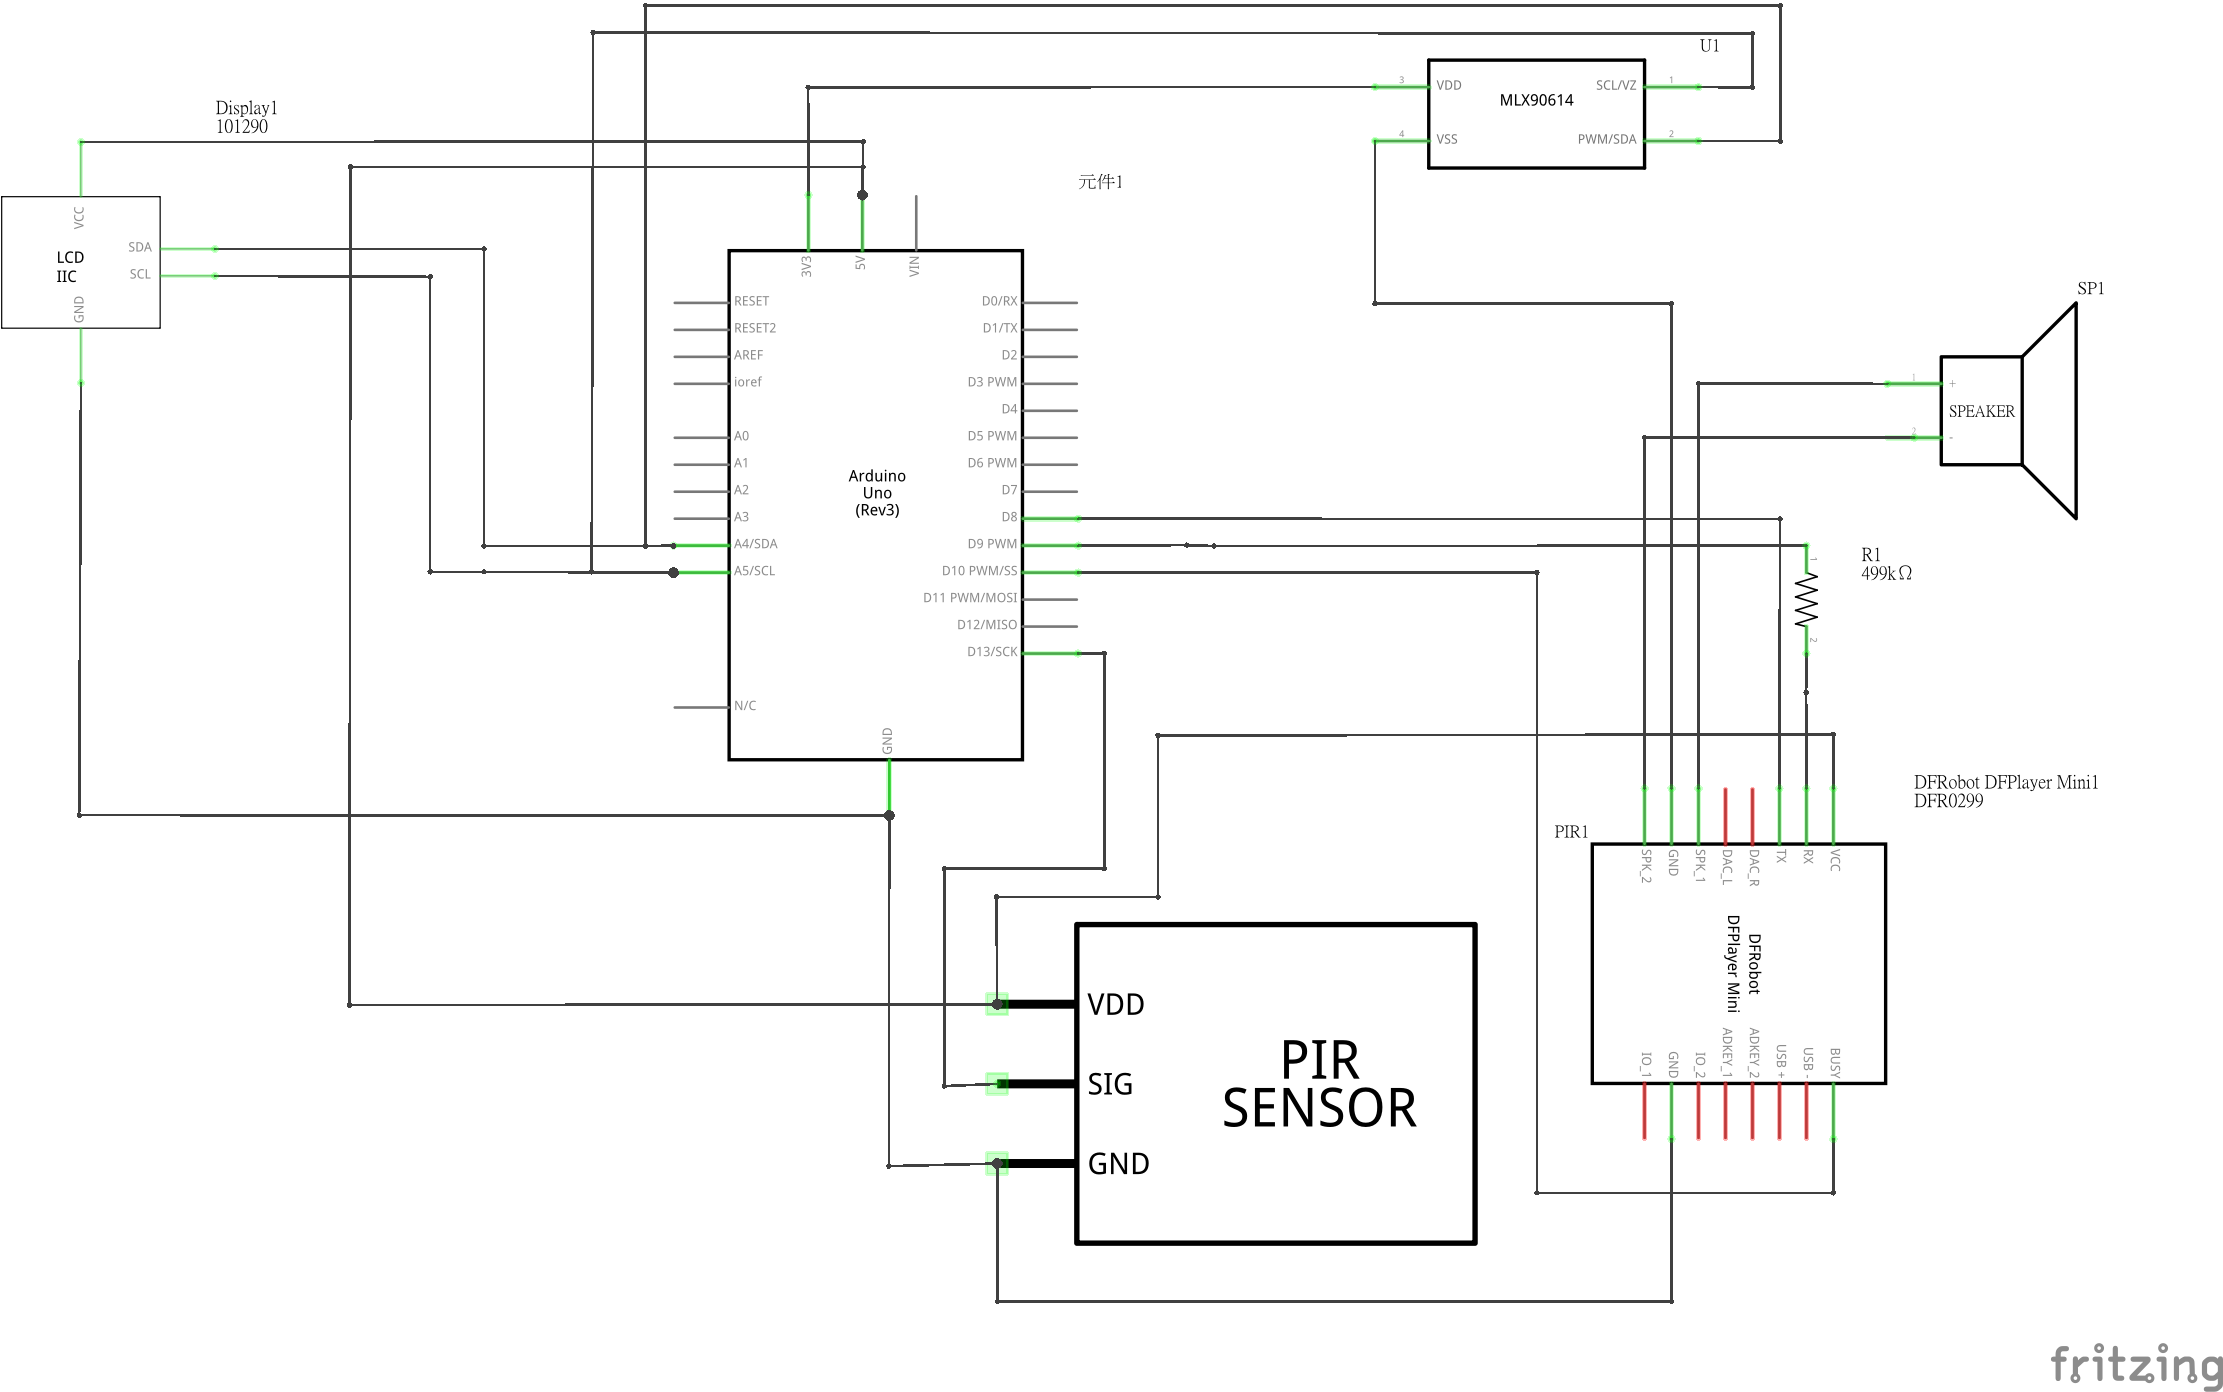 U1
3
VDD
MLX90614
SCL/VZ
1
4
VSS
PWM/SDA
2
Display1
101290
元件1
VCC
LCD
IIC
SDA
SCL
GND
3V3
5V
VIN
RESET
RESET2
AREF
ioref
A0
A1
A2
A3
A4/SDA
A5/SCL
N/C
Arduino
Uno
(Rev3)
D0/RX
D1/TX
D2
D3 PWM
D4
D5 PWM
D6 PWM
D7
D8
D9 PWM
D10 PWM/SS
D11 PWM/MOSI
D12/MISO
D13/SCK
GND
SP1
1
+
SPEAKER
2
-
R1
499kΩ
1
2
DFRobot DFPlayer Mini1
DFR0299
PIR1
SPK_2
GND
SPK_1
DAC_L
DAC_R
TX
RX
VCC
DFRobot
DFPlayer Mini
IO_1
GND
IO_2
ADKEY_1
ADKEY_2
USB +
USB -
BUSY
VDD
SIG
GND
PIR
SENSOR
fritzing